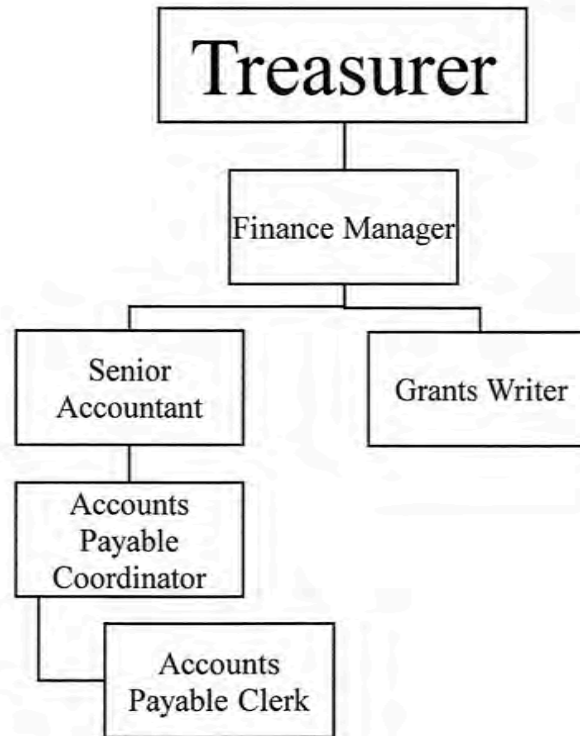 Treasurer
Finance Manager
Senior
Accountant
Grants Writer
Accounts
Payable
Coordinator
Accounts
Payable Clerk